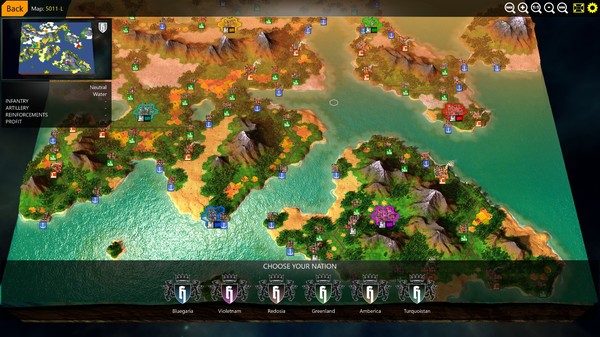 Back
Map: 5011-L
Neutral
Water
INFANTRY
ARTILLERY
REINFORCEMENTS
PROFIT
CHOOSE YOUR NATION
Bluegaria
Violetnam
Redosia
Greenland
Amberica
Turquoistan